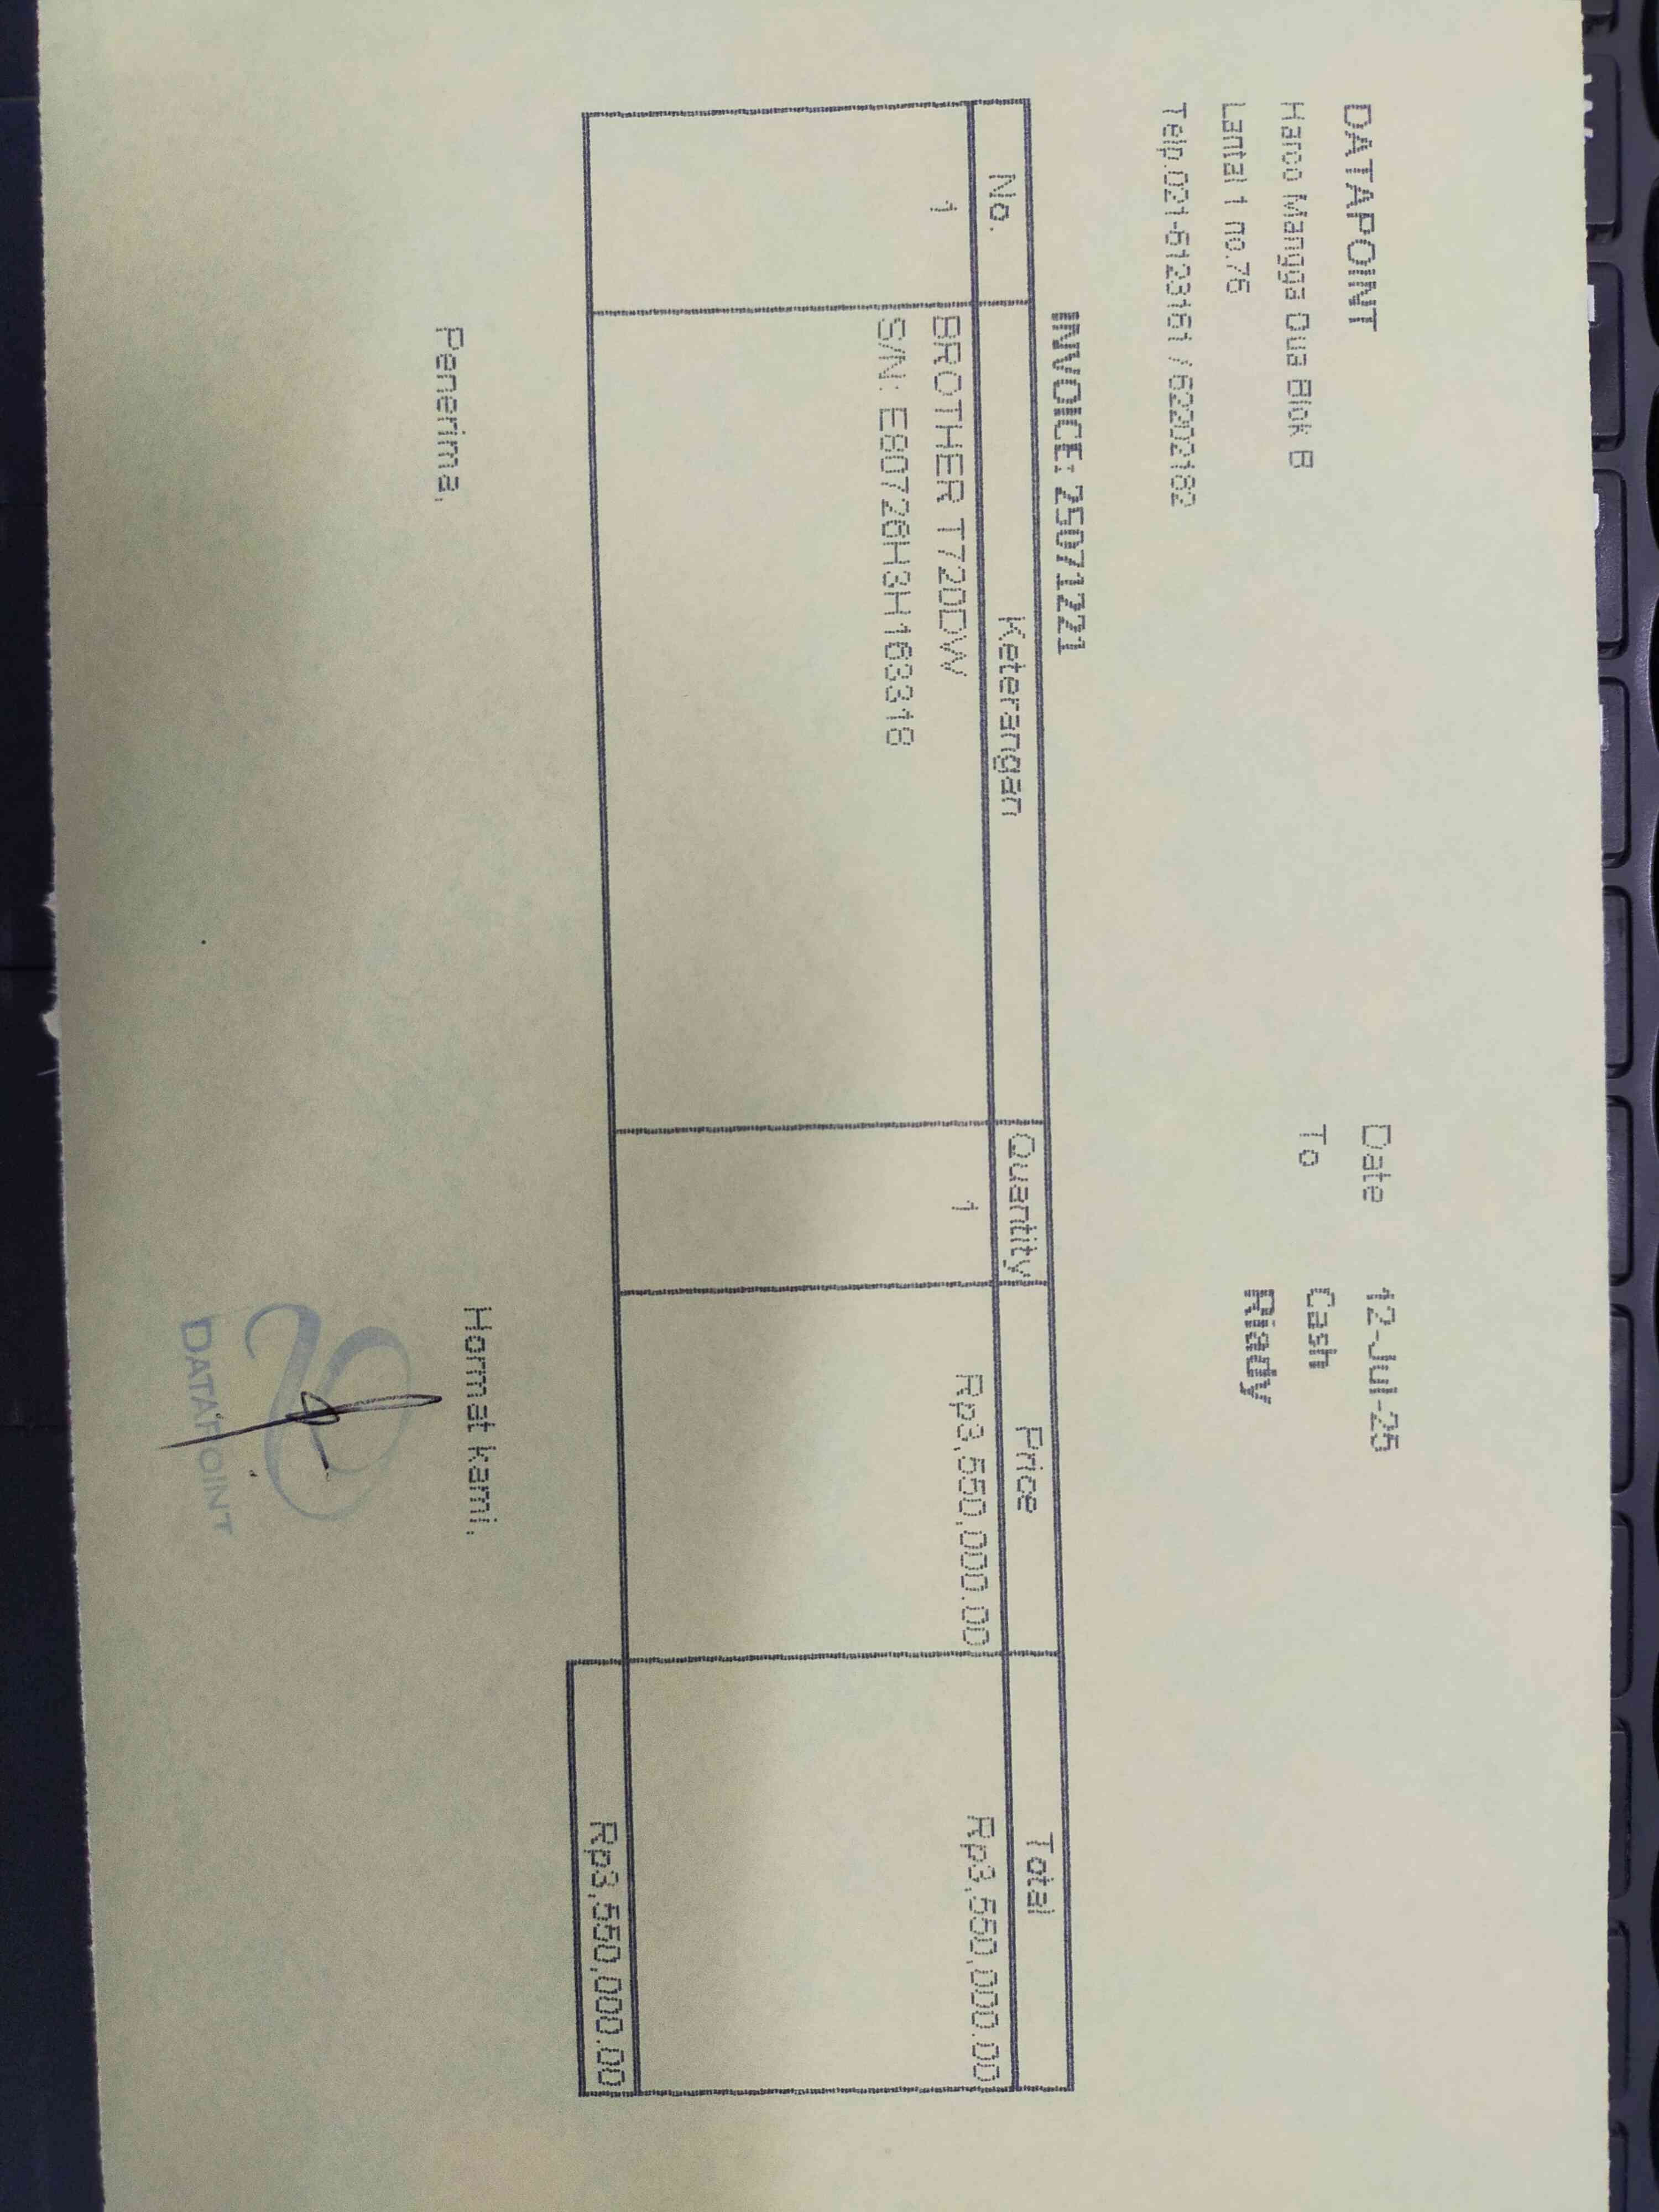 DATAPOINT
Harco Mangga Dua Blok B
Lantai 1 no.76
Telp.021-6123161 / 62202182
Date 12-Jul-25
To Cash
Riady
INVOICE: 25071221
No. Keterangan Quantity Price Total
1 BROTHER T720DW 1 Rp3,550,000.00 Rp3,550,000.00
S/N: E80726H3H163318
Rp3,550,000.00
Penerima, Hormat kami,
DATAPOINT